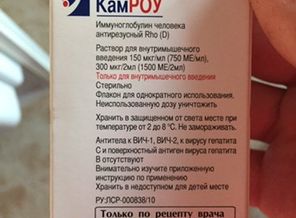 КамРОУ
Иммуноглобулин человека
антирезусный Rho (D)
Раствор для внутримышечного
введения 150 мкг/мл (750 МЕ/мл),
300 мкг/2мл (1500 МЕ/2мл)
Только для внутримышечного введения
Стерильно
Флакон для однократного использования.
Неиспользованную дозу уничтожить
Хранить в защищенном от света месте при
температуре от 2 до 8 °С. Не замораживать.
Антитела к ВИЧ-1, ВИЧ-2, к вирусу гепатита
С и поверхностный антиген вируса гепатита
В отсутствуют
Внимательно изучите приложенную
инструкцию по применению
Хранить в недоступном для детей месте
РУ:ЛСР-000838/10
Только по рецепту врача